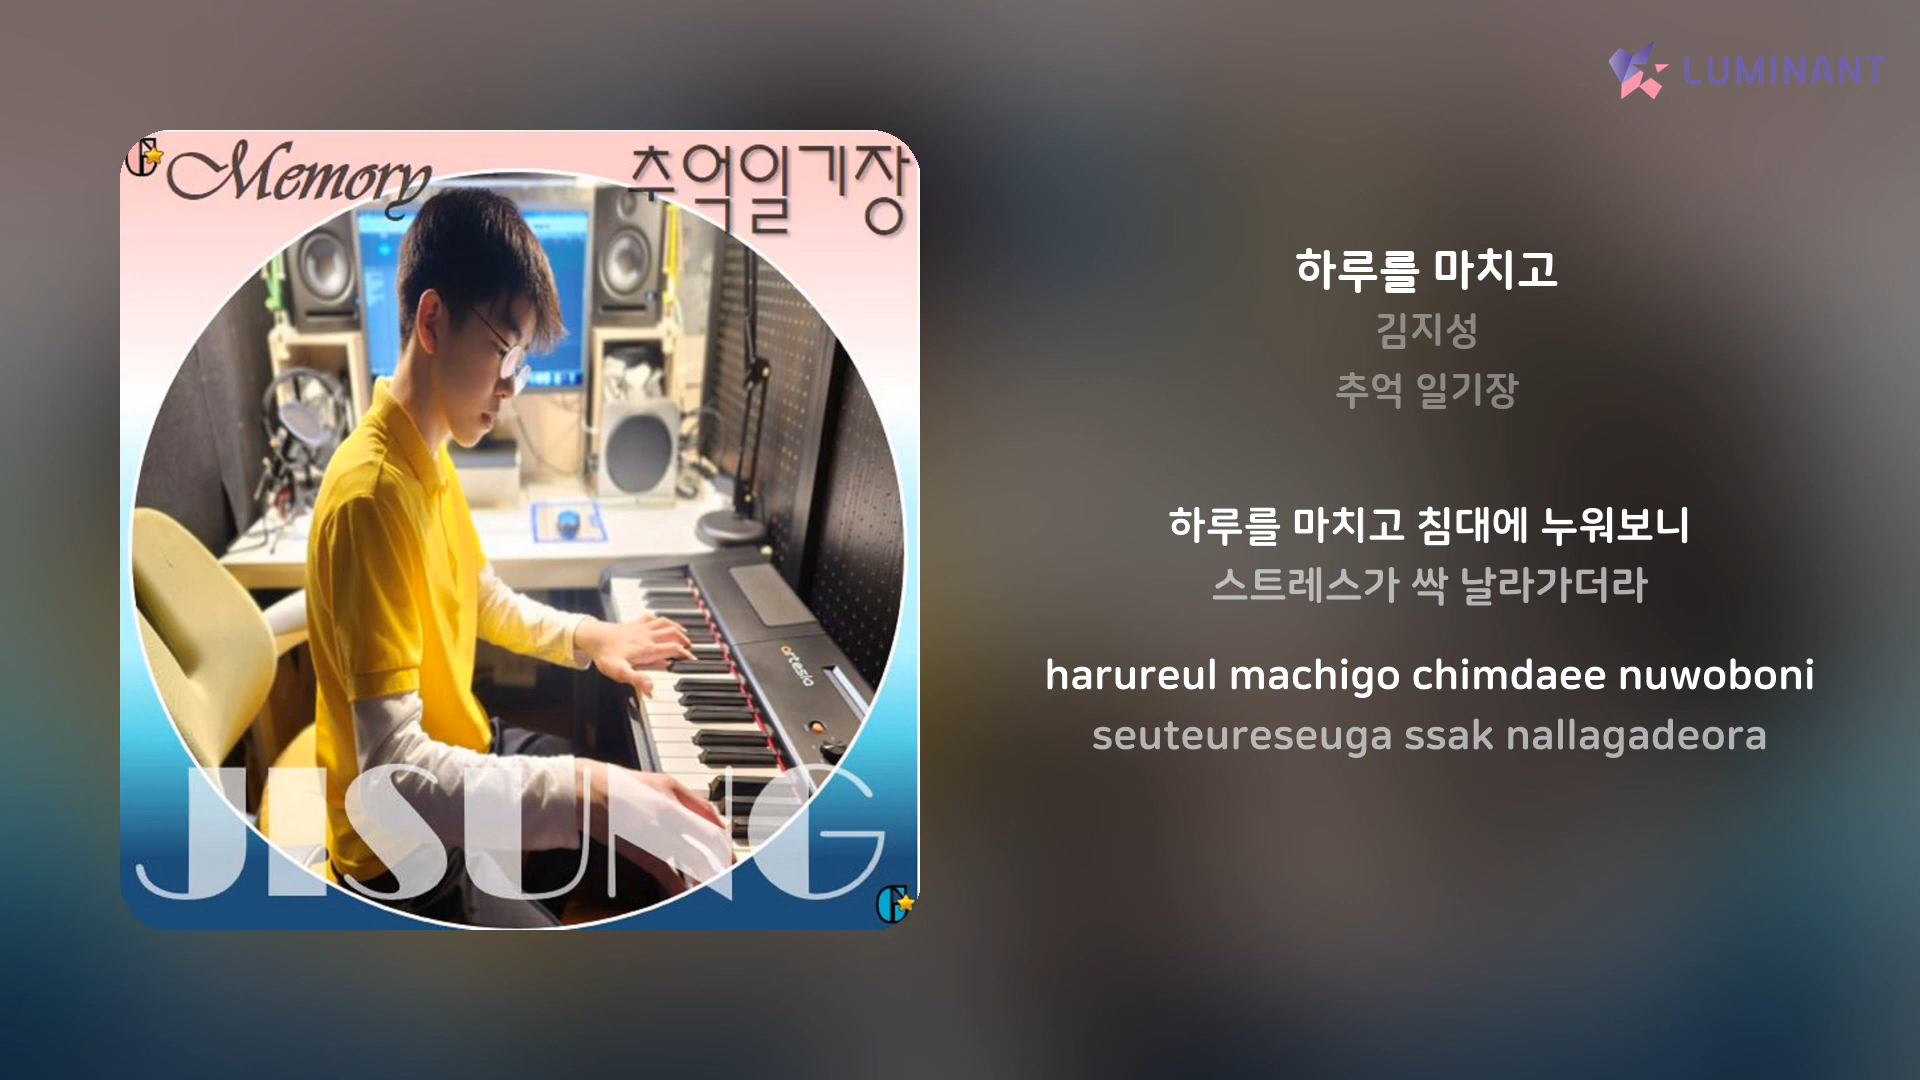 LUMINANT
Memory
추억일기장
artesia
JISUNG
하루를 마치고
김지성
추억 일기장
하루를 마치고 침대에 누워보니
스트레스가 싹 날라가더라
harureul machigo chimdaee nuwoboni
seuteureseuga ssak nallagadeora